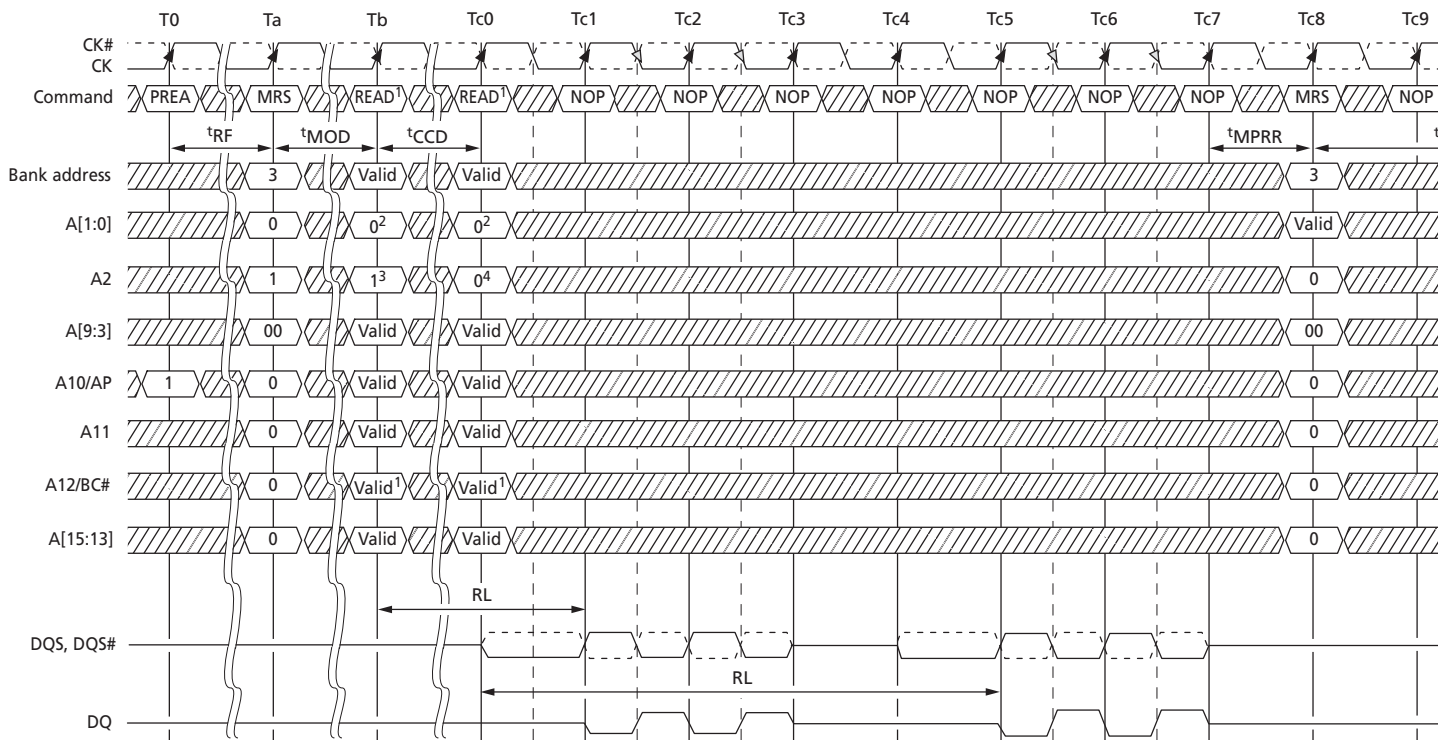 T0 Ta Tb Tc0 Tc1 Tc2 Tc3 Tc4 Tc5 Tc6 Tc7 Tc8 Tc9
CK#
CK
Command PREA MRS READ1 READ1 NOP NOP NOP NOP NOP NOP NOP MRS NOP
tRF tMOD tCCD tMPRR t
Bank address 3 Valid Valid 3
A[1:0] 0 02 02 Valid
A2 1 13 04 0
A[9:3] 00 Valid Valid 00
A10/AP 1 0 Valid Valid 0
A11 0 Valid Valid 0
A12/BC# 0 Valid1 Valid1 0
A[15:13] 0 Valid Valid 0
RL
DQS, DQS#
RL
DQ